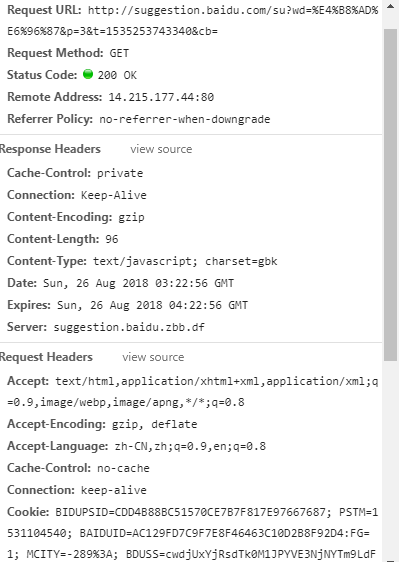 Request URL: http://suggestion.baidu.com/su?wd=%E4%B8%AD%
E6%96%87&p=3&t=1535253743340&cb=
Request Method: GET
Status Code: 200 OK
Remote Address: 14.215.177.44:80
Referrer Policy: no-referrer-when-downgrade
Response Headers view source
Cache-Control: private
Connection: Keep-Alive
Content-Encoding: gzip
Content-Length: 96
Content-Type: text/javascript; charset=gbk
Date: Sun, 26 Aug 2018 03:22:56 GMT
Expires: Sun, 26 Aug 2018 04:22:56 GMT
Server: suggestion.baidu.zbb.df
Request Headers view source
Accept: text/html,application/xhtml+xml,application/xml;q
=0.9,image/webp,image/apng,*/*;q=0.8
Accept-Encoding: gzip, deflate
Accept-Language: zh-CN,zh;q=0.9,en;q=0.8
Cache-Control: no-cache
Connection: keep-alive
Cookie: BIDUPSID=CDD4B88BC51570CE7B7F817E97667687; PSTM=1
531104540; BAIDUID=AC129FD7C9F7E8F46463C10D2B8F92D4:FG=
1; MCITY=-289%3A; BDUSS=cwdjUxYjRsdTk0M1JPYVE3NjNYTm9LdF